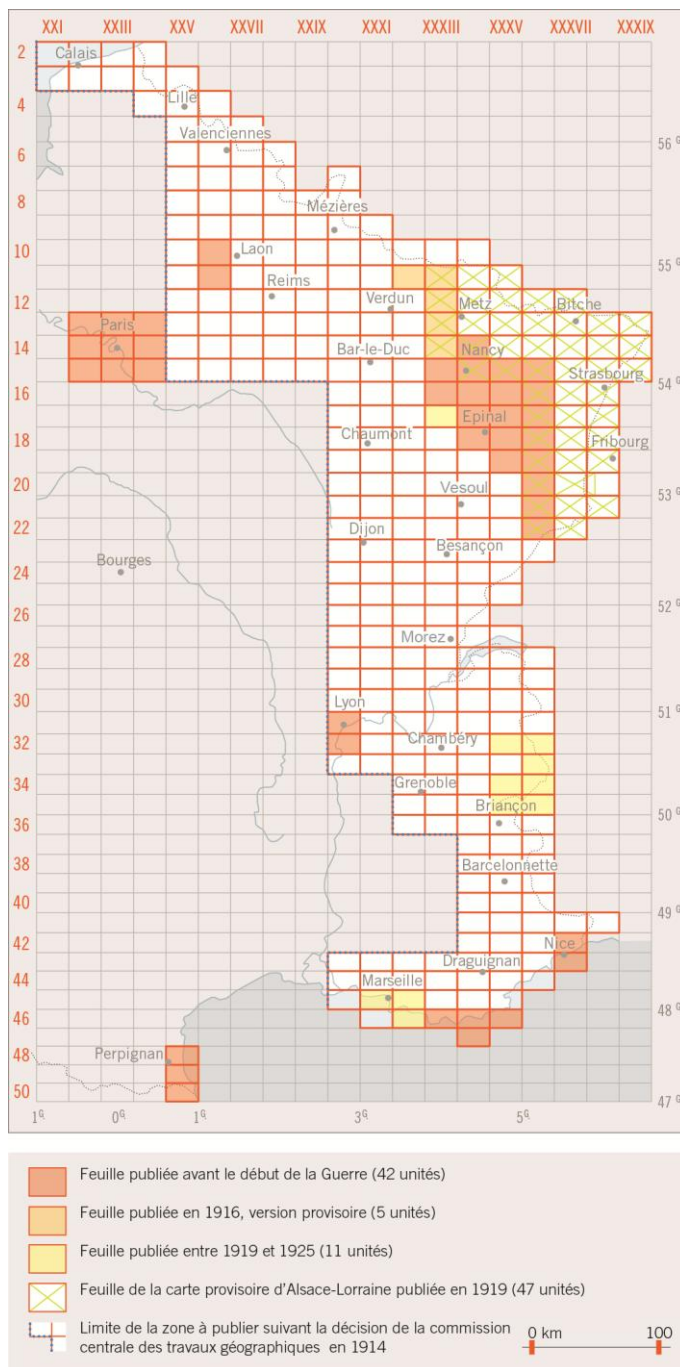 XXI XXIII XXV XXVII XXIX XXXI XXXIII XXXV XXXVII XXXIX
2
Calais
4
Lille
Valenciennes
56 G
6
8
Mézières
10
Laon
55 G
Reims
12
Verdun
Metz
Bitche
Paris
14
Bar-le-Duc
Nancy
54 G
Strasbourg
16
Epinal
18
Chaumont
Fribourg
20
Vesoul
53 G
22
Dijon
Besançon
24
Bourges
52 G
26
Morez
28
30
Lyon
51 G
32
Chambéry
34
Grenoble
Briançon
50 G
36
38
Barcelonnette
40
49 G
42
Nice
44
Draguignan
Marseille
46
48 G
48
Perpignan
50
47 G
1 G 0 G 1 G 3 G 5 G
Feuille publiée avant le début de la Guerre (42 unités)
Feuille publiée en 1916, version provisoire (5 unités)
Feuille publiée entre 1919 et 1925 (11 unités)
Feuille de la carte provisoire d'Alsace-Lorraine publiée en 1919 (47 unités)
Limite de la zone à publier suivant la décision de la commission
centrale des travaux géographiques en 1914
0 km 100